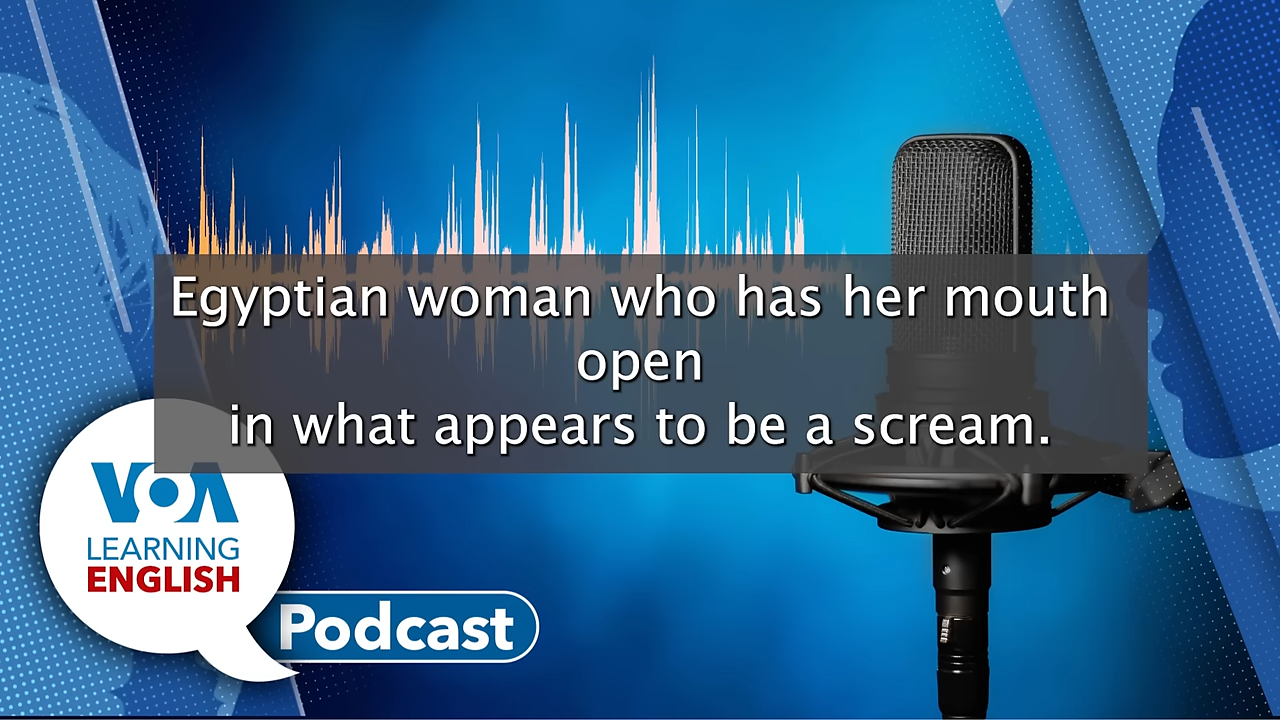 Egyptian woman who has her mouth
open
in what appears to be a scream.
VOA
LEARNING
ENGLISH
Podcast